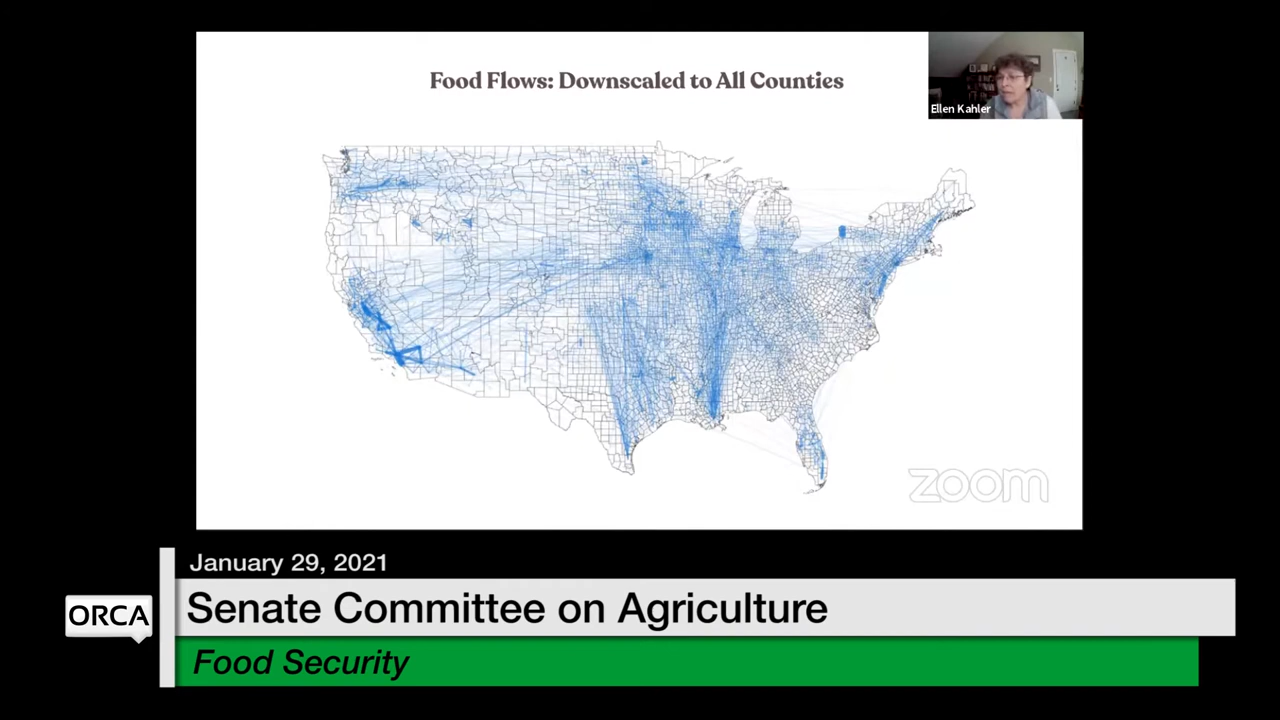 Food Flows: Downscaled to All Counties
Ellen Kahler
zoom
January 29, 2021
ORCA
Senate Committee on Agriculture
Food Security